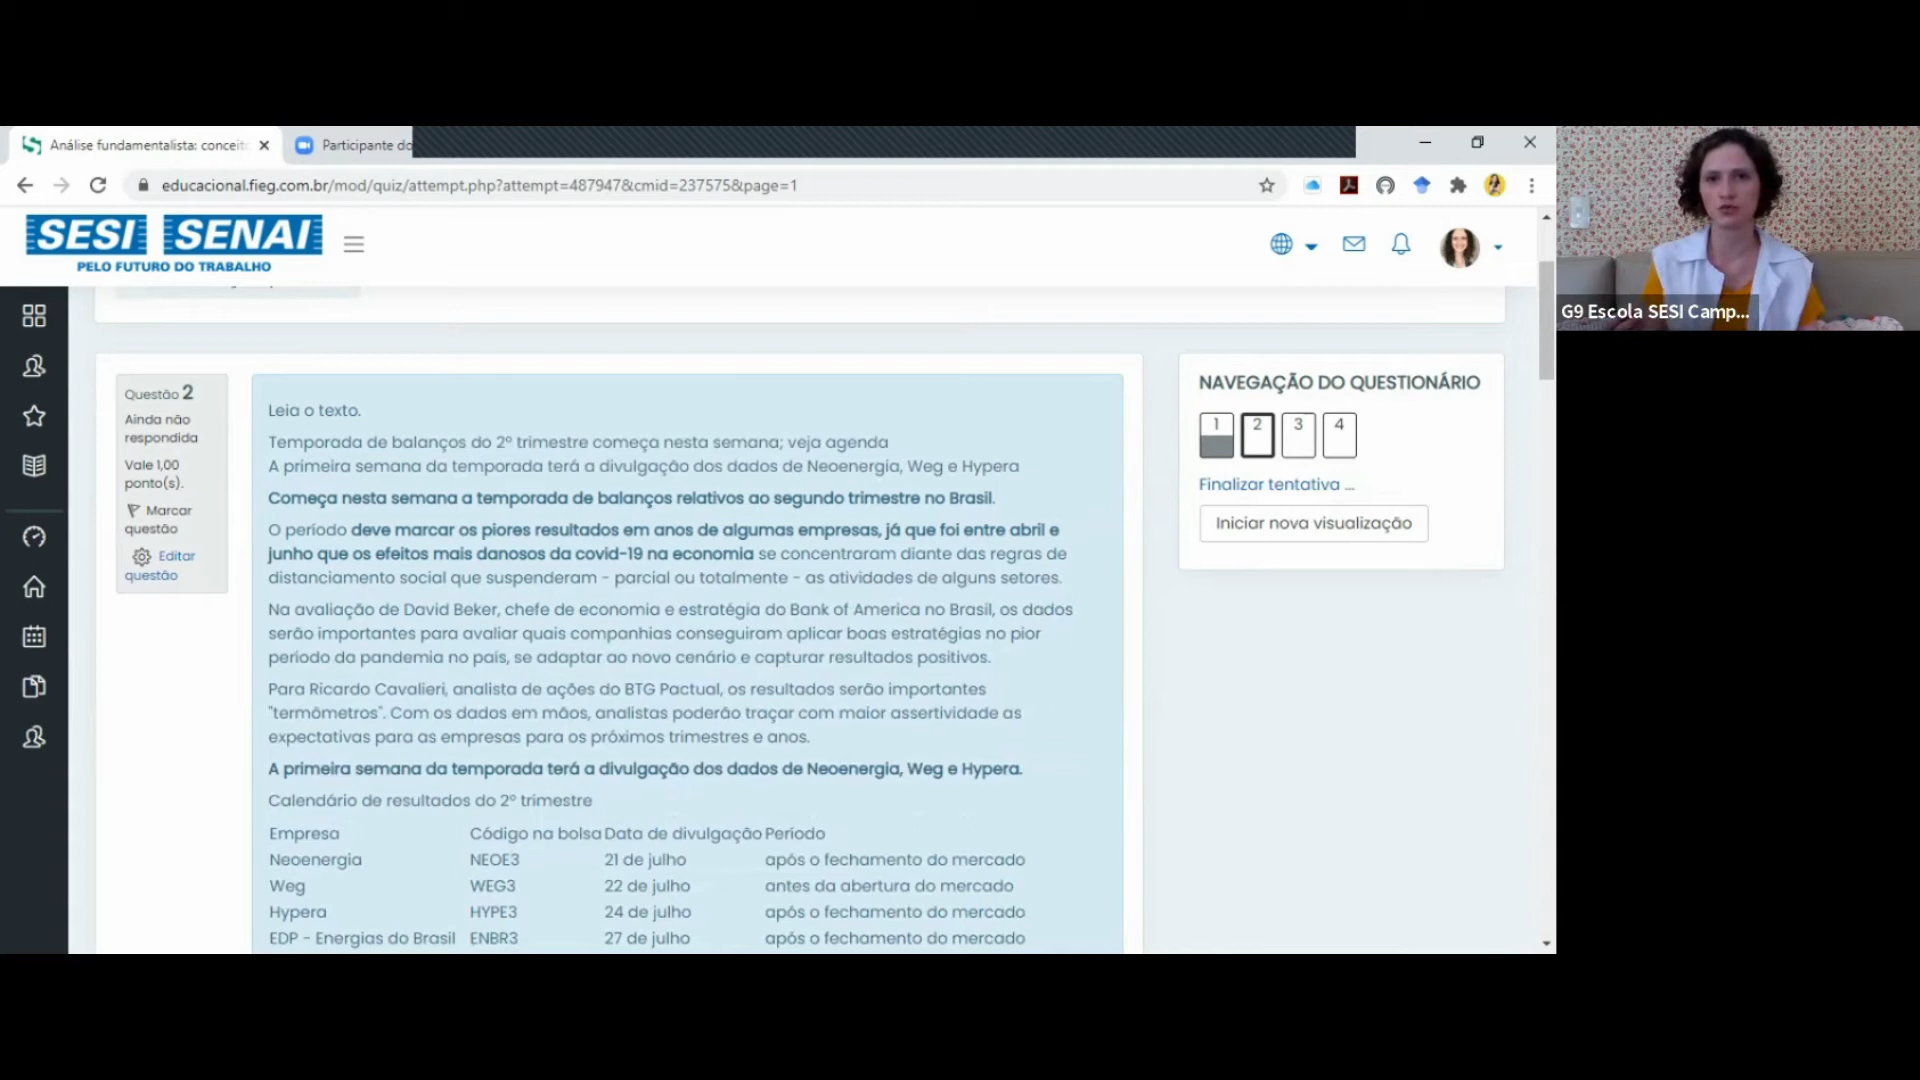 Análise fundamentalista: conceit
Participante do
educacional.fieg.com.br/mod/quiz/attempt.php?attempt=487947&cmid=237575&page=1
SESI SENAI
PELO FUTURO DO TRABALHO
G9 Escola SESI Camp...
Questão 2
Ainda não
respondida
Vale 1,00
ponto(s).
Marcar
questão
Editar
questão
Leia o texto.
Temporada de balanços do 2º trimestre começa nesta semana; veja agenda
A primeira semana da temporada terá a divulgação dos dados de Neoenergia, Weg e Hypera
Começa nesta semana a temporada de balanços relativos ao segundo trimestre no Brasil.
O período deve marcar os piores resultados em anos de algumas empresas, já que foi entre abril e
junho que os efeitos mais danosos da covid-19 na economia se concentraram diante das regras de
distanciamento social que suspenderam - parcial ou totalmente - as atividades de alguns setores.
Na avaliação de David Beker, chefe de economia e estratégia do Bank of America no Brasil, os dados
serão importantes para avaliar quais companhias conseguiram aplicar boas estratégias no pior
período da pandemia no país, se adaptar ao novo cenário e capturar resultados positivos.
Para Ricardo Cavalieri, analista de ações do BTG Pactual, os resultados serão importantes
"termômetros". Com os dados em mãos, analistas poderão traçar com maior assertividade as
expectativas para as empresas para os próximos trimestres e anos.
A primeira semana da temporada terá a divulgação dos dados de Neoenergia, Weg e Hypera.
Calendário de resultados do 2º trimestre
Empresa Código na bolsa Data de divulgação Período
Neoenergia NEOE3 21 de julho após o fechamento do mercado
Weg WEG3 22 de julho antes da abertura do mercado
Hypera HYPE3 24 de julho após o fechamento do mercado
EDP - Energias do Brasil ENBR3 27 de julho após o fechamento do mercado
NAVEGAÇÃO DO QUESTIONÁRIO
1 2 3 4
Finalizar tentativa ...
Iniciar nova visualização